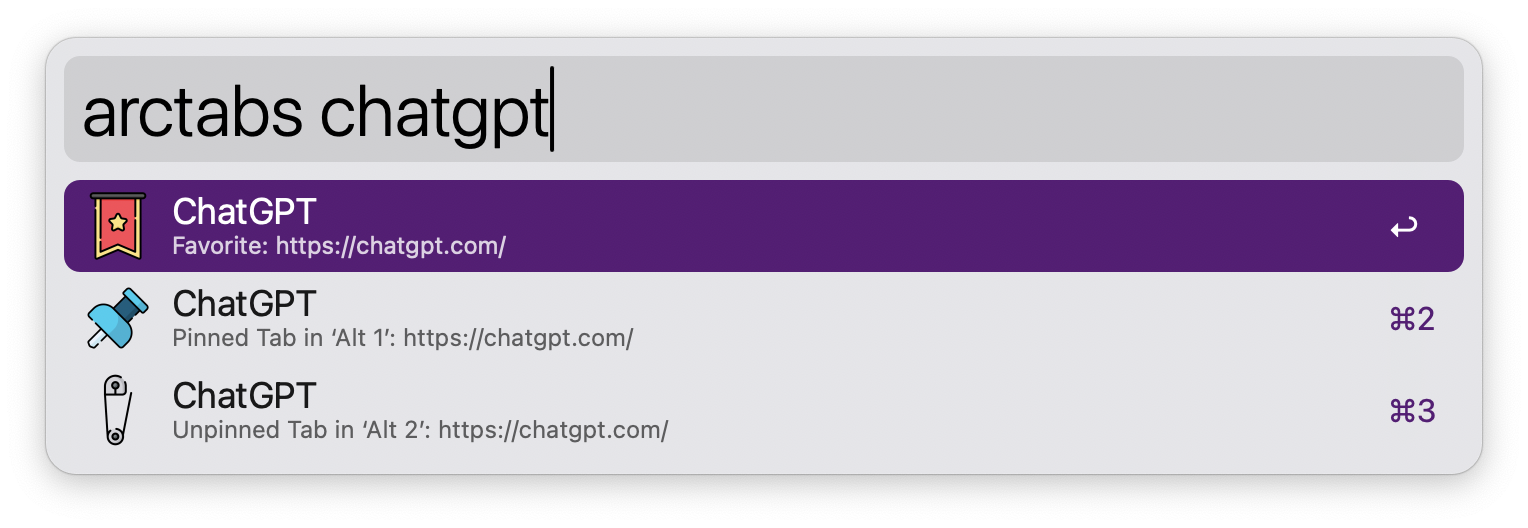 arctabs chatgpt
ChatGPT
Favorite: https://chatgpt.com/
↩
ChatGPT
Pinned Tab in ‘Alt 1’: https://chatgpt.com/
⌘2
ChatGPT
Unpinned Tab in ‘Alt 2’: https://chatgpt.com/
⌘3